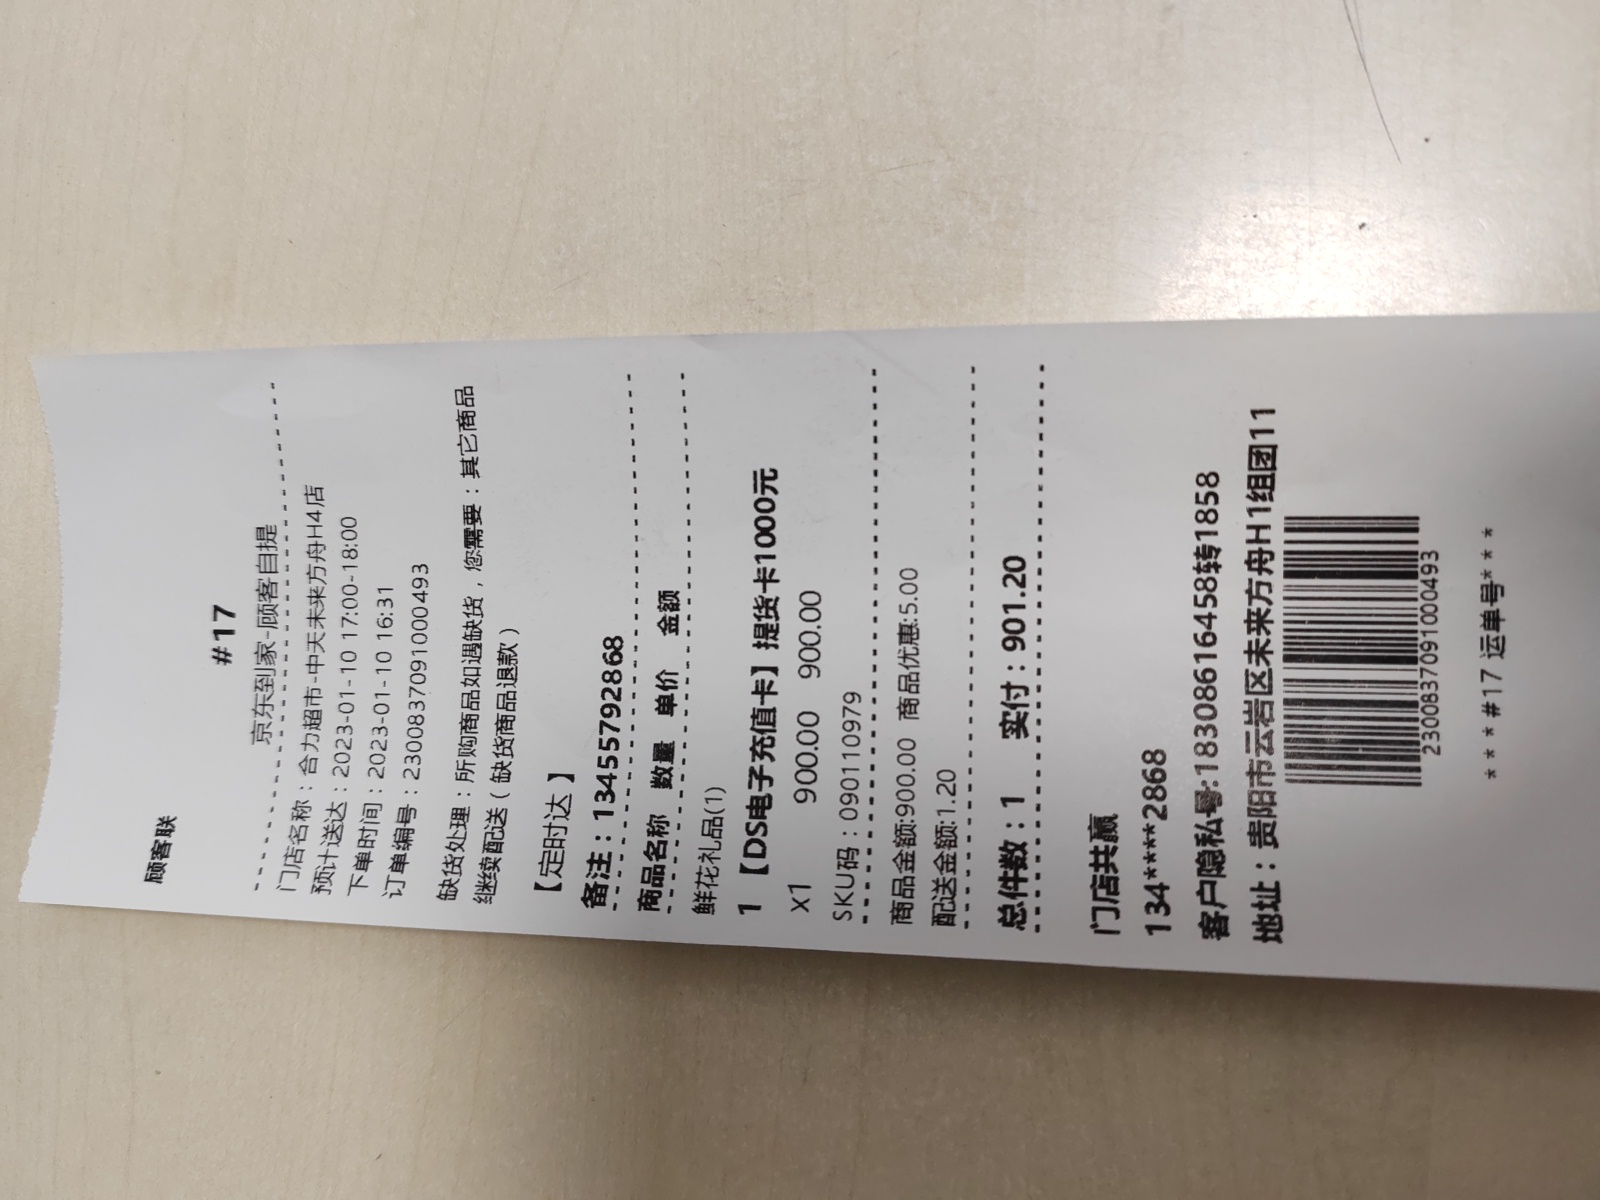 顾客联
#17
京东到家-顾客自提
门店名称：合力超市-中天未来方舟H4店
预计送达：2023-01-10 17:00-18:00
下单时间：2023-01-10 16:31
订单编号：2300837091000493
缺货处理：所购商品如遇缺货，您需要：其它商品
继续配送（缺货商品退款）
【定时达】
备注：13455792868
商品名称 数量 单价 金额
鲜花礼品(1)
1 【DS电子充值卡】提货卡1000元
X1 900.00 900.00
SKU码：090110979
商品金额:900.00 商品优惠:5.00
配送金额:1.20
总件数：1 实付：901.20
门店共赢
134****2868
客户隐私号:18308616458转1858
地址：贵阳市云岩区未来方舟H1组团11
2300837091000493
****#17运单号****